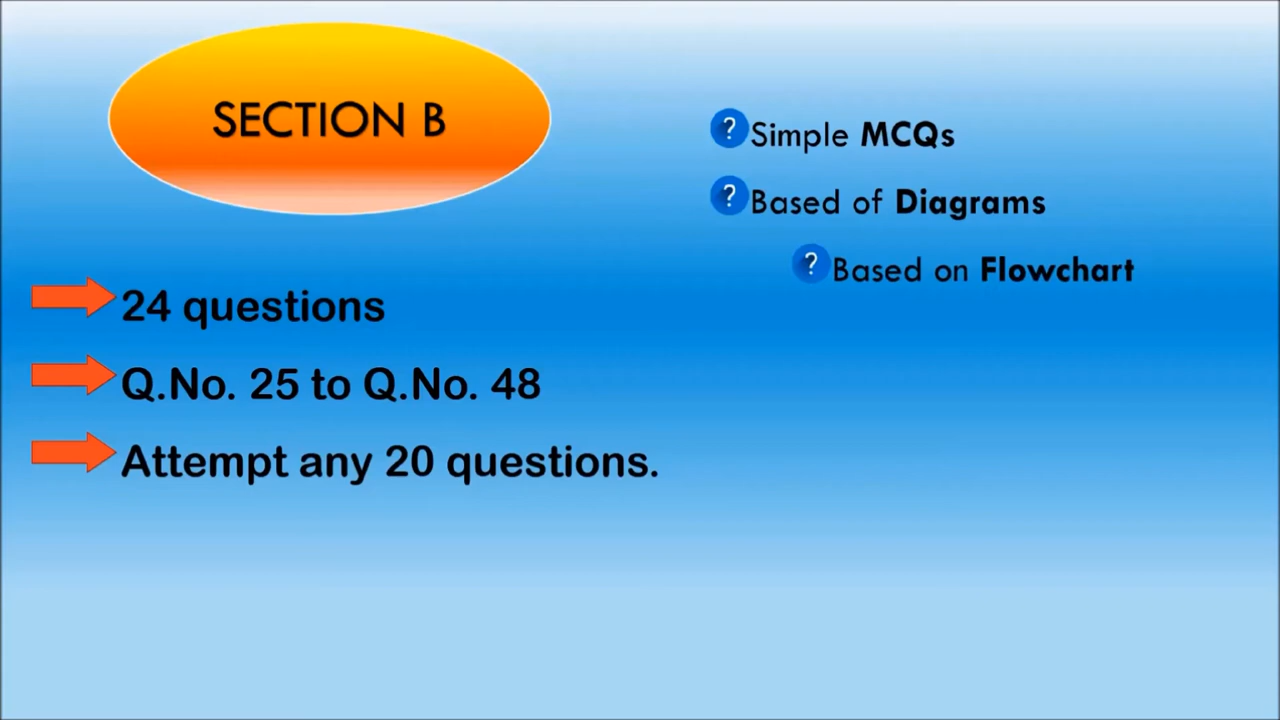 SECTION B
24 questions
Q.No. 25 to Q.No. 48
Attempt any 20 questions.
? Simple MCQs
? Based of Diagrams
? Based on Flowchart